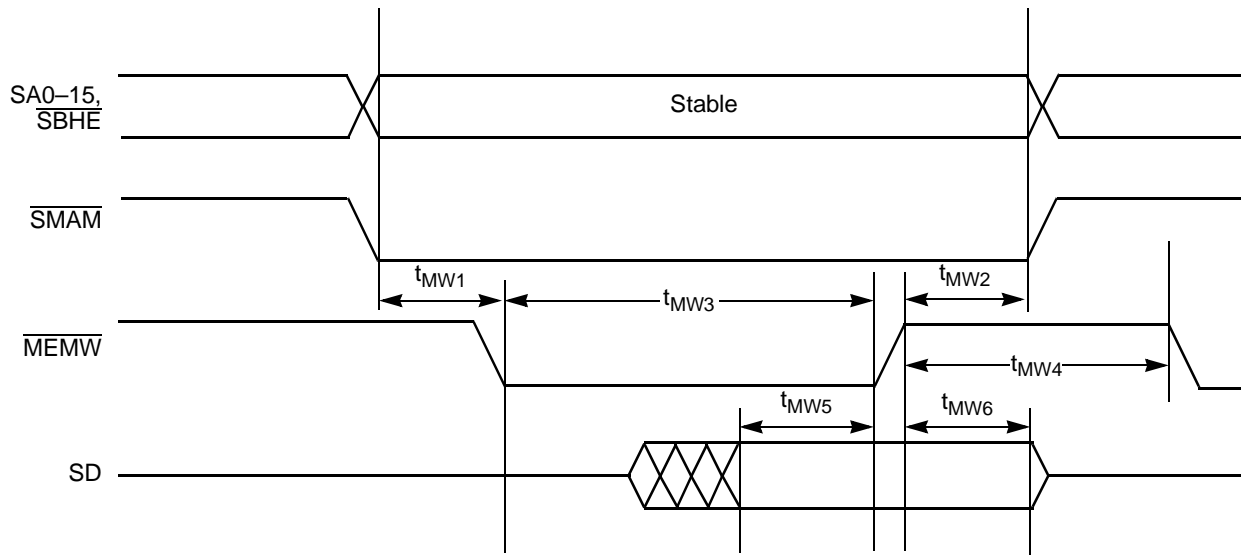 SA0–15,
SBHE
Stable
SMAM
tMW1
tMW2
tMW3
MEMW
tMW4
tMW5
tMW6
SD